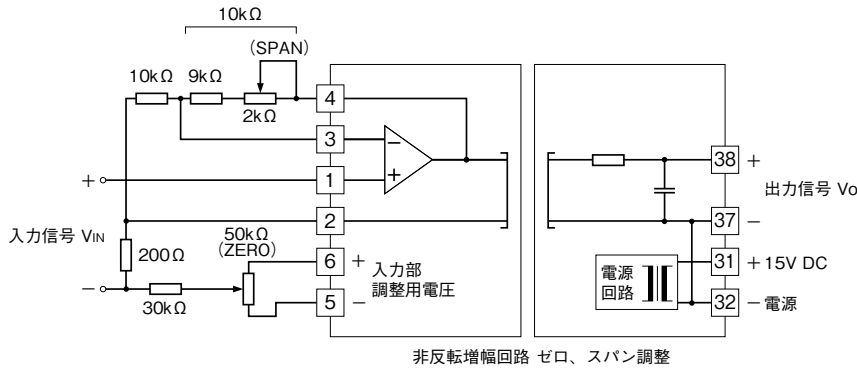 10kΩ
(SPAN)
10kΩ 9kΩ
2kΩ
4
3
1
2
6
5
−
+
+
入力信号 VIN
−
200Ω
30kΩ
50kΩ
(ZERO)
+
−
入力部
調整用電圧
38
+
出力信号 Vo
37
−
31
+15V DC
32
−電源
電源
回路
非反転増幅回路 ゼロ、スパン調整